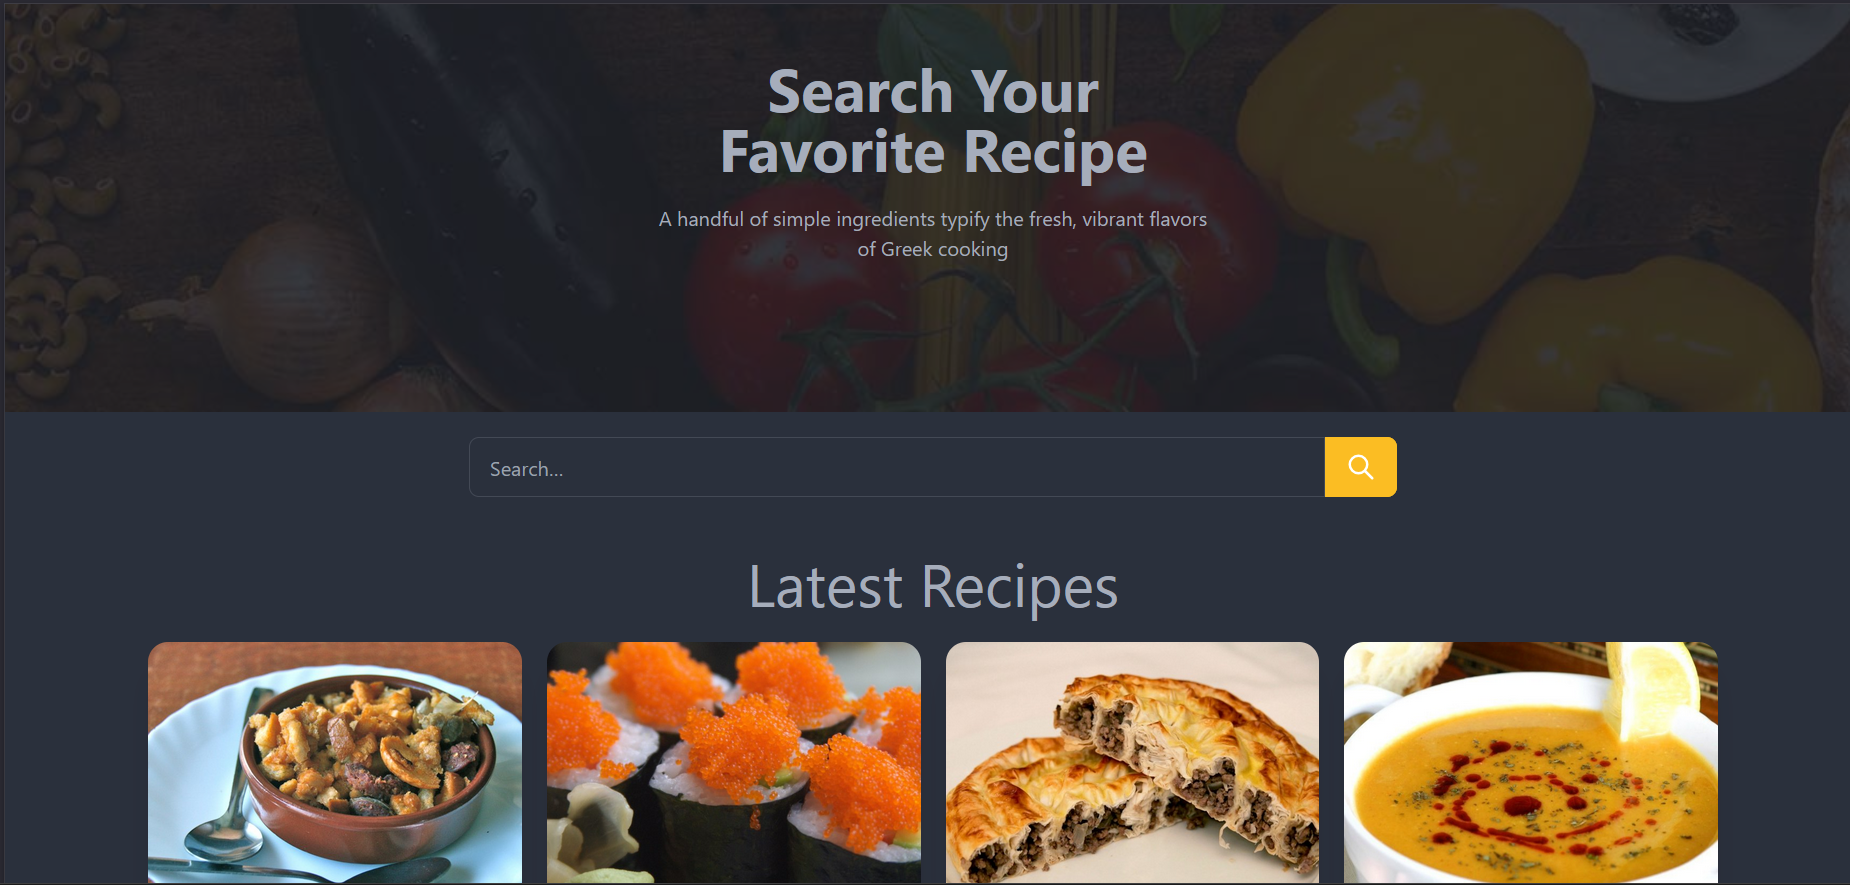 Search Your
Favorite Recipe
A handful of simple ingredients typify the fresh, vibrant flavors
of Greek cooking
Search...
Latest Recipes